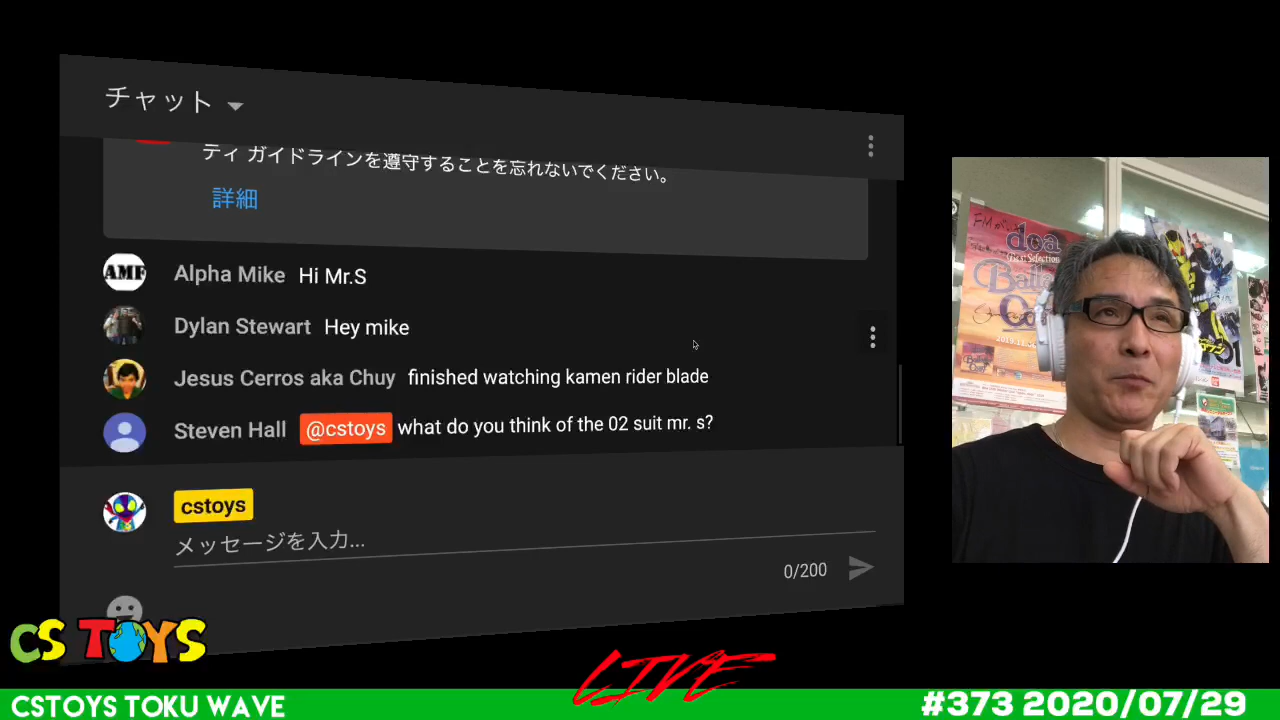 チャット
ティ ガイドラインを遵守することを忘れないでください。
詳細
AMF
Alpha Mike Hi Mr.S
Dylan Stewart Hey mike
Jesus Cerros aka Chuy finished watching kamen rider blade
Steven Hall @cstoys what do you think of the 02 suit mr. s?
cstoys
メッセージを入力...
0/200
doa
Best Selection
CS TOYS
LIVE
CSTOYS TOKU WAVE
#373 2020/07/29